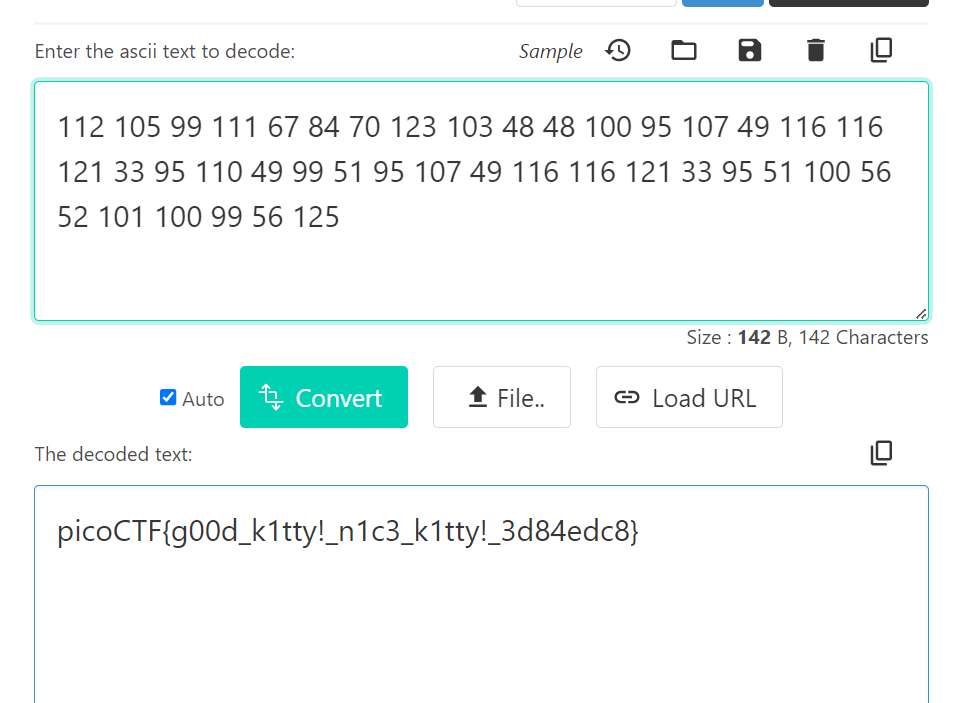 Enter the ascii text to decode:
Sample
112 105 99 111 67 84 70 123 103 48 48 100 95 107 49 116 116
121 33 95 110 49 99 51 95 107 49 116 116 121 33 95 51 100 56
52 101 100 99 56 125
Size : 142 B, 142 Characters
Auto
Convert
File..
Load URL
The decoded text:
picoCTF{g00d_k1tty!_n1c3_k1tty!_3d84edc8}